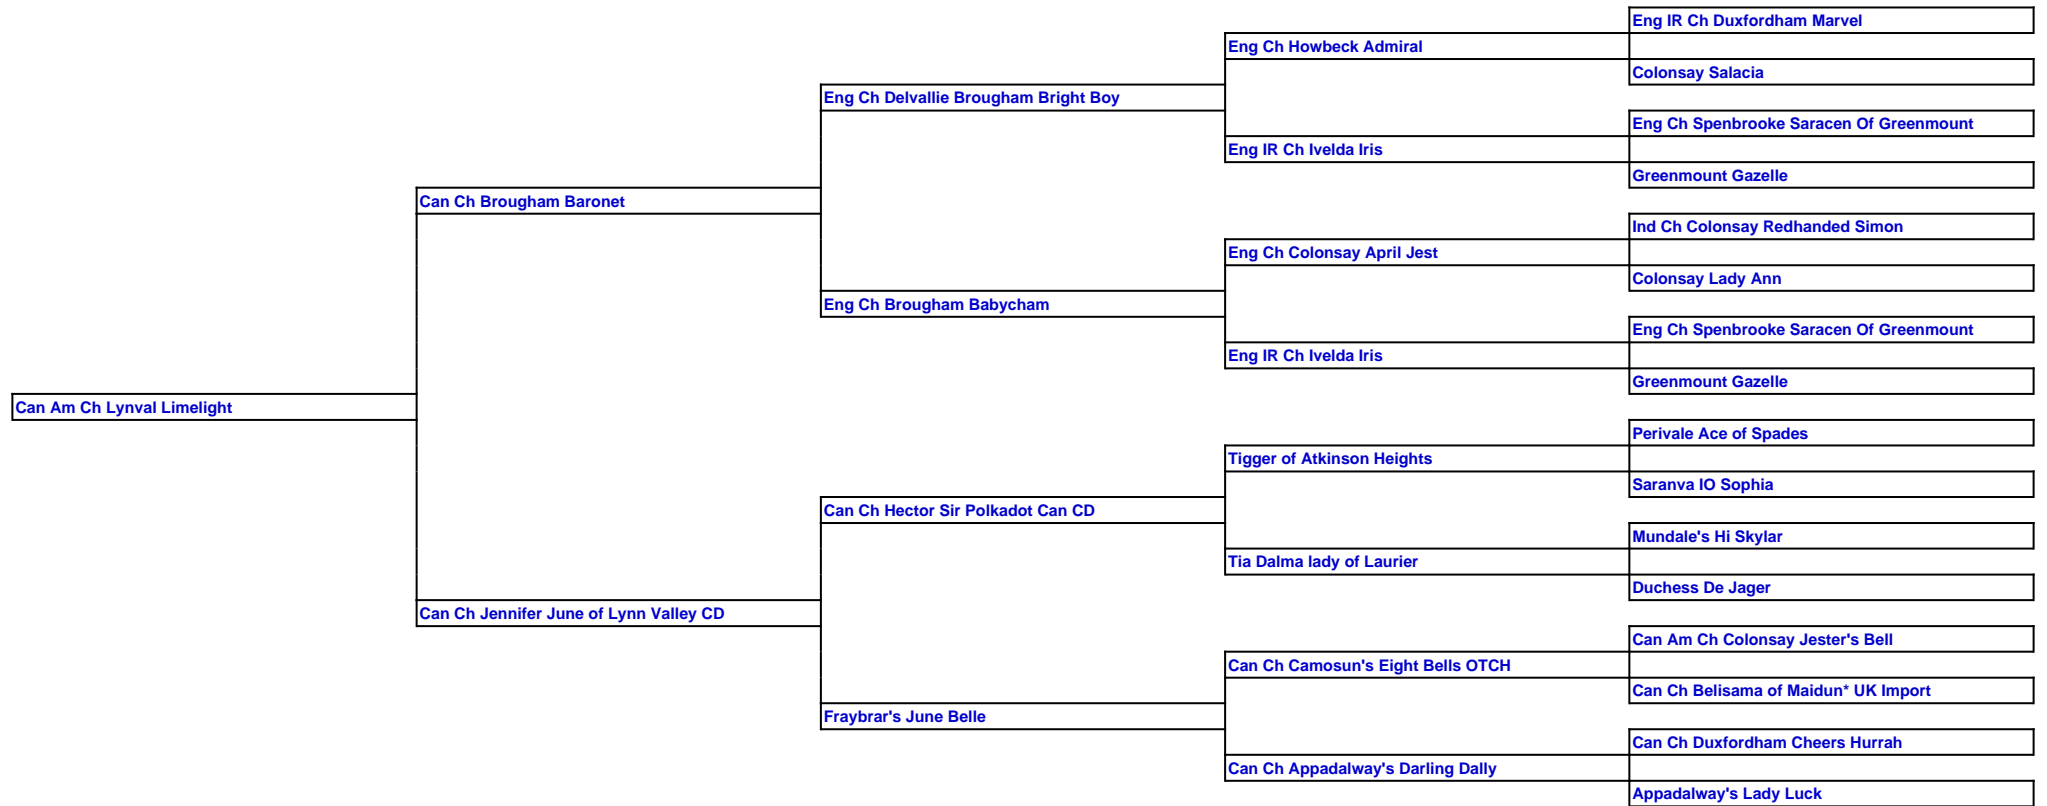 Eng IR Ch Duxfordham Marvel
Eng Ch Howbeck Admiral
Colonsay Salacia
Eng Ch Delvallie Brougham Bright Boy
Eng Ch Spenbrooke Saracen Of Greenmount
Eng IR Ch Ivelda Iris
Greenmount Gazelle
Can Ch Brougham Baronet
Ind Ch Colonsay Redhanded Simon
Eng Ch Colonsay April Jest
Colonsay Lady Ann
Eng Ch Brougham Babycham
Eng Ch Spenbrooke Saracen Of Greenmount
Eng IR Ch Ivelda Iris
Greenmount Gazelle
Can Am Ch Lynval Limelight
Perivale Ace of Spades
Tigger of Atkinson Heights
Saranva IO Sophia
Can Ch Hector Sir Polkadot Can CD
Mundale's Hi Skylar
Tia Dalma lady of Laurier
Duchess De Jager
Can Ch Jennifer June of Lynn Valley CD
Can Am Ch Colonsay Jester's Bell
Can Ch Camosun's Eight Bells OTCH
Can Ch Belisama of Maidun* UK Import
Fraybrar's June Belle
Can Ch Duxfordham Cheers Hurrah
Can Ch Appadalway's Darling Dally
Appadalway's Lady Luck